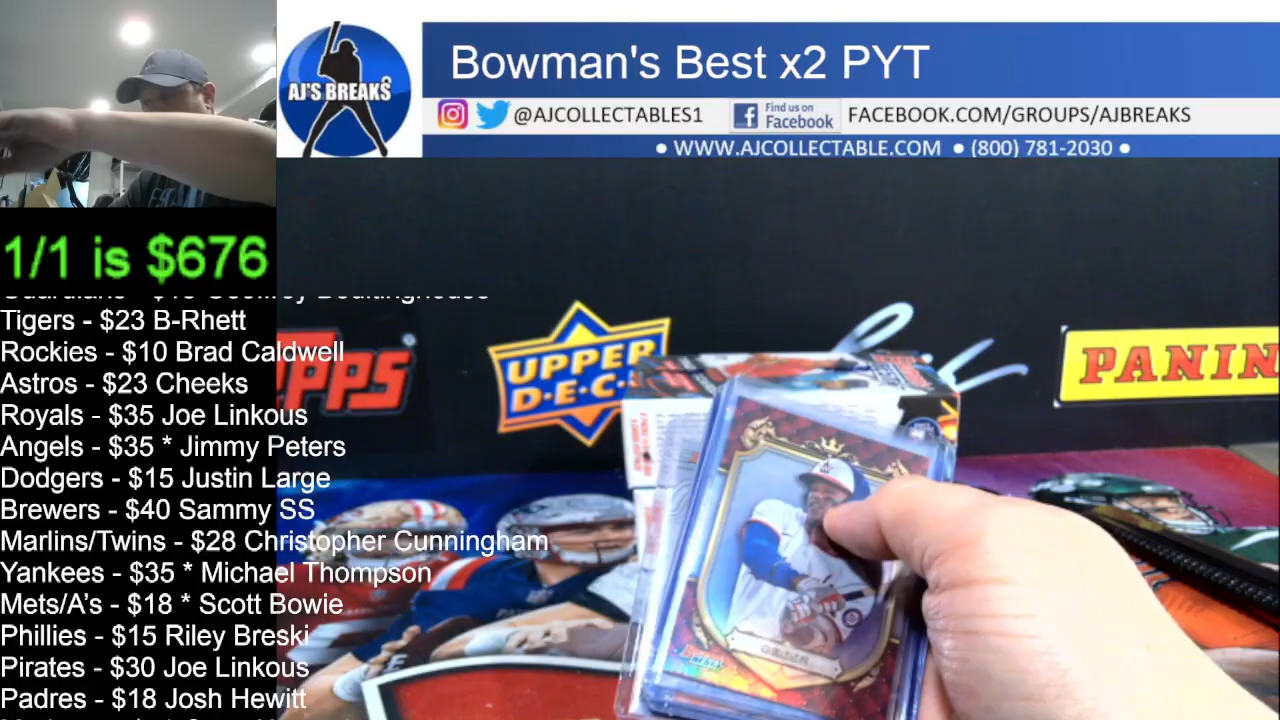 AJ'S BREAKS
Bowman's Best x2 PYT
@AJCOLLECTABLES1
Find us on
Facebook
FACEBOOK.COM/GROUPS/AJBREAKS
• WWW.AJCOLLECTABLE.COM • (800) 781-2030 •
1/1 is $676
Tigers - $23 B-Rhett
Rockies - $10 Brad Caldwell
Astros - $23 Cheeks
Royals - $35 Joe Linkous
Angels - $35 * Jimmy Peters
Dodgers - $15 Justin Large
Brewers - $40 Sammy SS
Marlins/Twins - $28 Christopher Cunningham
Yankees - $35 * Michael Thompson
Mets/A's - $18 * Scott Bowie
Phillies - $15 Riley Breski
Pirates - $30 Joe Linkous
Padres - $18 Josh Hewitt
UPPER
PANIN